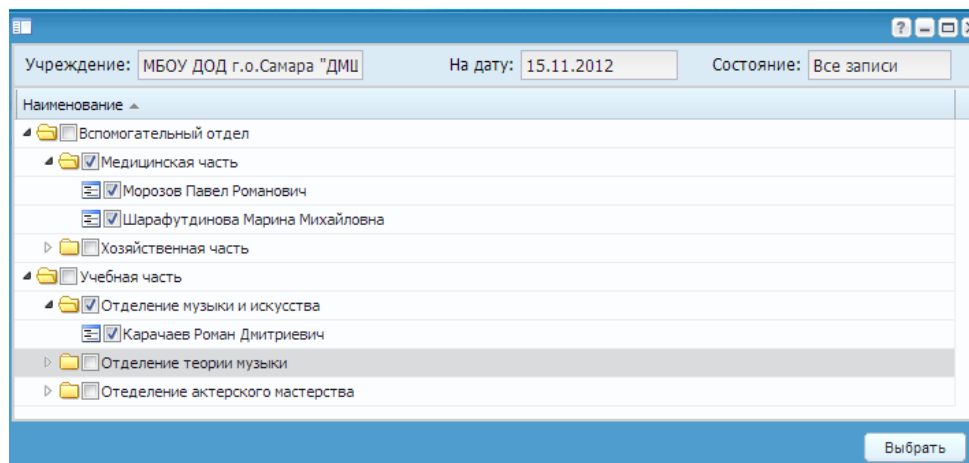 Учреждение: МБОУ ДОД г.о.Самара "ДМШ На дату: 15.11.2012 Состояние: Все записи
Наименование
Вспомогательный отдел
Медицинская часть
Морозов Павел Романович
Шарафутдинова Марина Михайловна
Хозяйственная часть
Учебная часть
Отделение музыки и искусства
Карачаев Роман Дмитриевич
Отделение теории музыки
Отеделение актерского мастерства
Выбрать